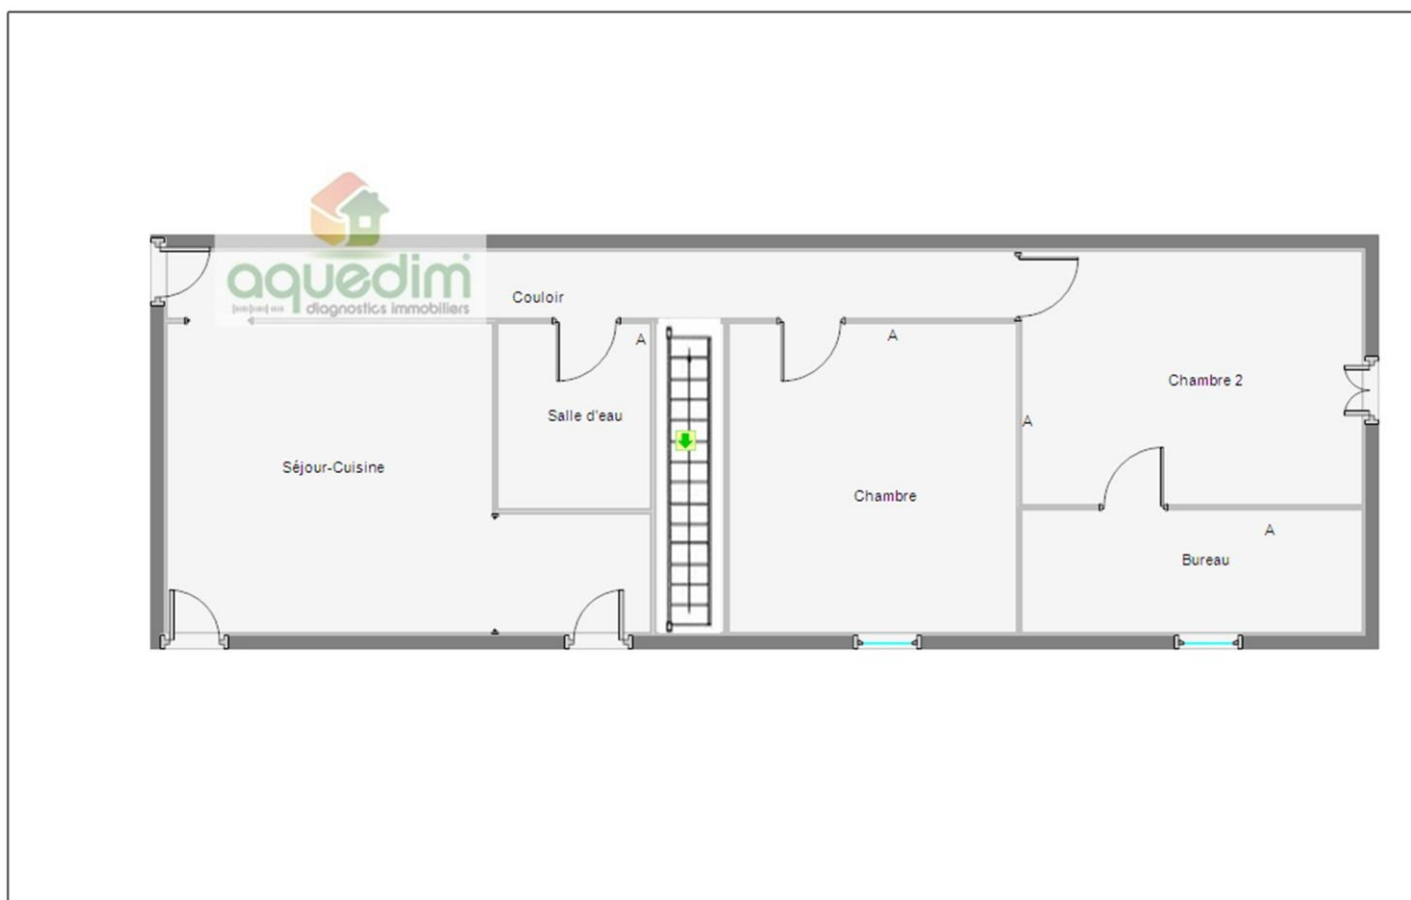 aquedim
diagnostics immobiliers
Couloir
A
A
Chambre 2
Salle d'eau
A
Séjour-Cuisine
Chambre
A
Bureau